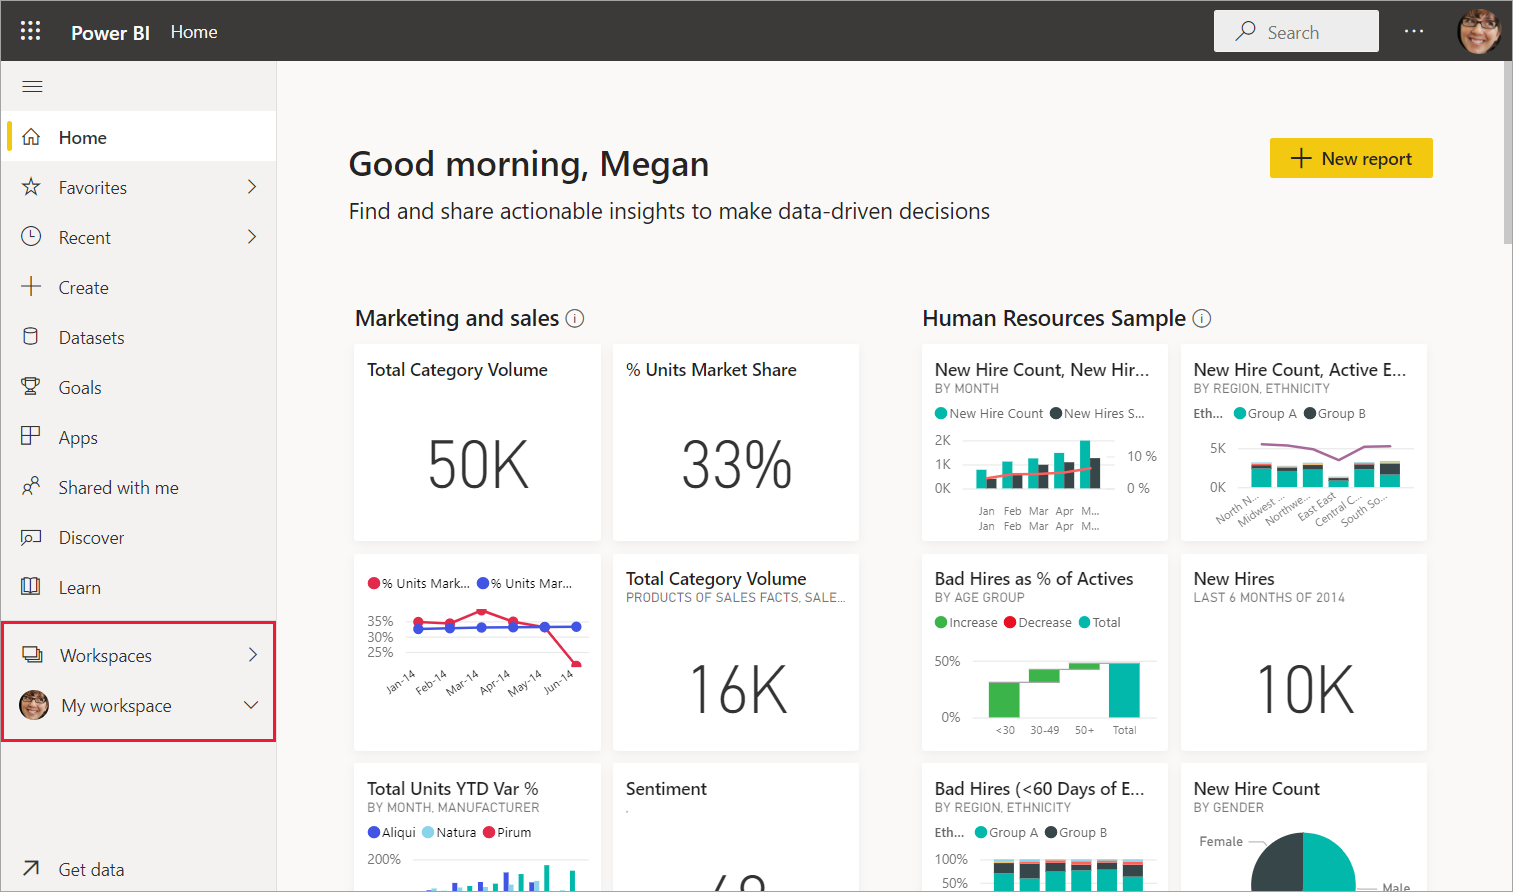 Power BI Home
Search
Home
Favorites
Recent
Create
Datasets
Goals
Apps
Shared with me
Discover
Learn
Workspaces
My workspace
Get data
Good morning, Megan
New report
Find and share actionable insights to make data-driven decisions
Marketing and sales
Total Category Volume
50K
% Units Market Share
33%
% Units Mark... % Units Mar...
35%
30%
25%
Jan-14 Feb-14 Mar-14 Apr-14 May-14 Jun-14
Total Category Volume
PRODUCTS OF SALES FACTS, SALE...
16K
Total Units YTD Var %
BY MONTH, MANUFACTURER
Aliqui Natura Pirum
200%
Sentiment
Human Resources Sample
New Hire Count, New Hir...
BY MONTH
New Hire Count New Hires S...
2K
1K
0K
10 %
0 %
Jan Feb Mar Apr M...
Jan Feb Mar Apr M...
New Hire Count, Active E...
BY REGION, ETHNICITY
Eth... Group A Group B
5K
0K
North N... Midwest ... Northwe... East East Central C... South So...
Bad Hires as % of Actives
BY AGE GROUP
Increase Decrease Total
50%
0%
<30 30-49 50+ Total
New Hires
LAST 6 MONTHS OF 2014
10K
Bad Hires (<60 Days of E...
BY REGION, ETHNICITY
Eth... Group A Group B
100%
50%
New Hire Count
BY GENDER
Female
Male